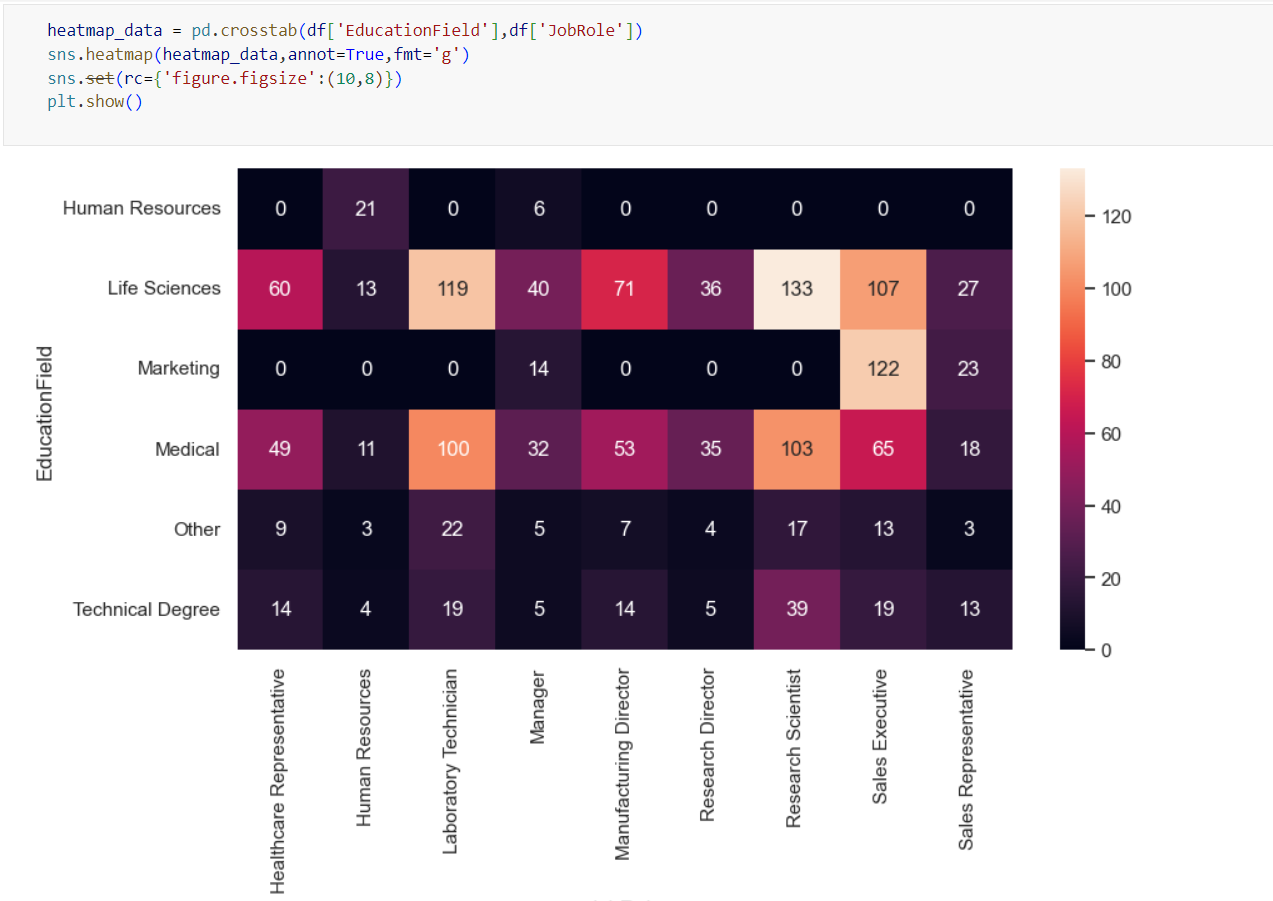 heatmap_data = pd.crosstab(df['EducationField'],df['JobRole'])
sns.heatmap(heatmap_data,annot=True,fmt='g')
sns.set(rc={'figure.figsize':(10,8)})
plt.show()
Human Resources 0 21 0 6 0 0 0 0 0
Life Sciences 60 13 119 40 71 36 133 107 27
Marketing 0 0 0 14 0 0 0 122 23
Medical 49 11 100 32 53 35 103 65 18
Other 9 3 22 5 7 4 17 13 3
Technical Degree 14 4 19 5 14 5 39 19 13
EducationField
Healthcare Representative
Human Resources
Laboratory Technician
Manager
Manufacturing Director
Research Director
Research Scientist
Sales Executive
Sales Representative
120
100
80
60
40
20
0